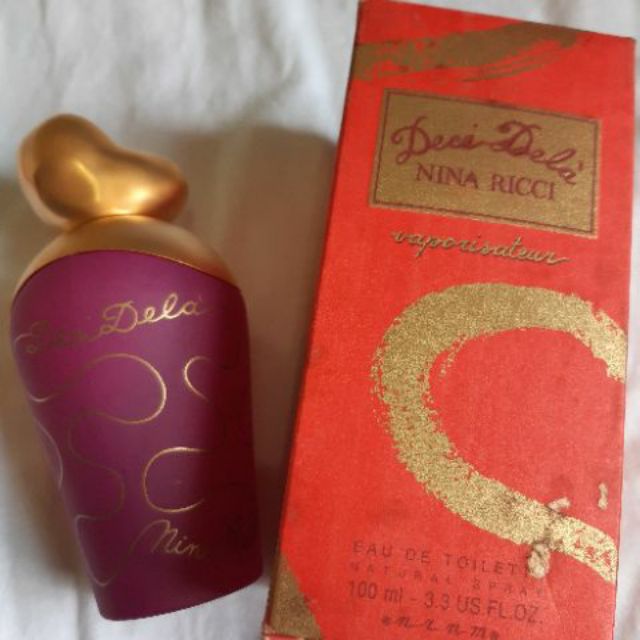 Deci Delà
Nin
Deci Delà
NINA RICCI
vaporisateur
EAU DE TOILETTE
NATURAL SPRAY
100 ml - 3.3 US.FL.OZ.